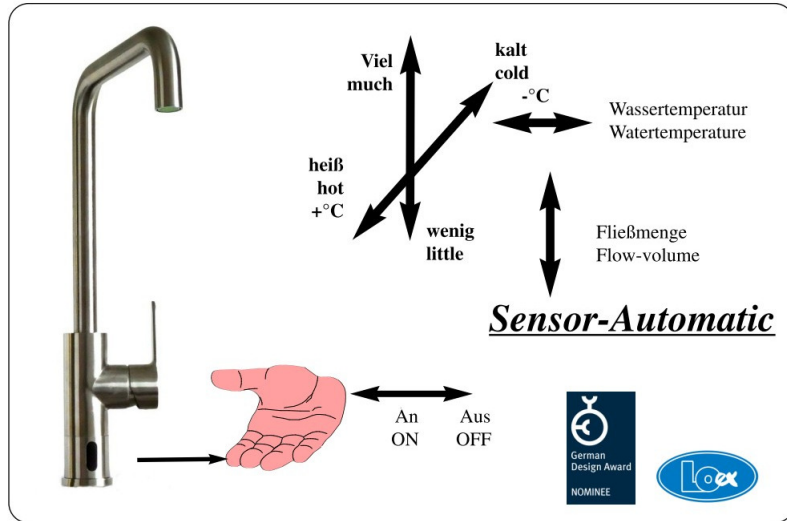 Viel
much
kalt
cold
-°C
Wassertemperatur
Watertemperature
heiß
hot
+°C
wenig
little
Fließmenge
Flow-volume
Sensor-Automatic
An
ON
Aus
OFF
German
Design Award
NOMINEE
Loex